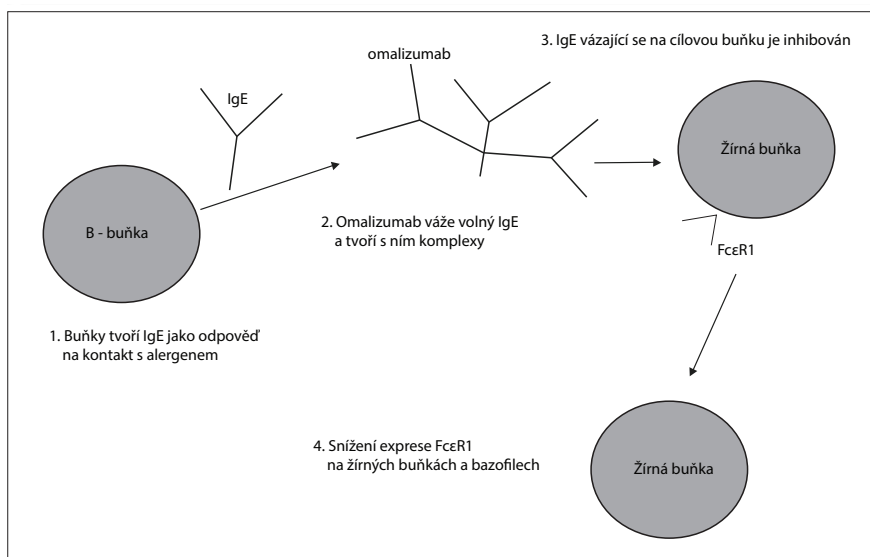 3. IgE vázající se na cílovou buňku je inhibován
omalizumab
IgE
Žírná buňka
B - buňka
2. Omalizumab váže volný IgE
a tvoří s ním komplexy
FcεR1
1. Buňky tvoří IgE jako odpověď
na kontakt s alergenem
4. Snížení exprese FcεR1
na žírných buňkách a bazofilech
Žírná buňka